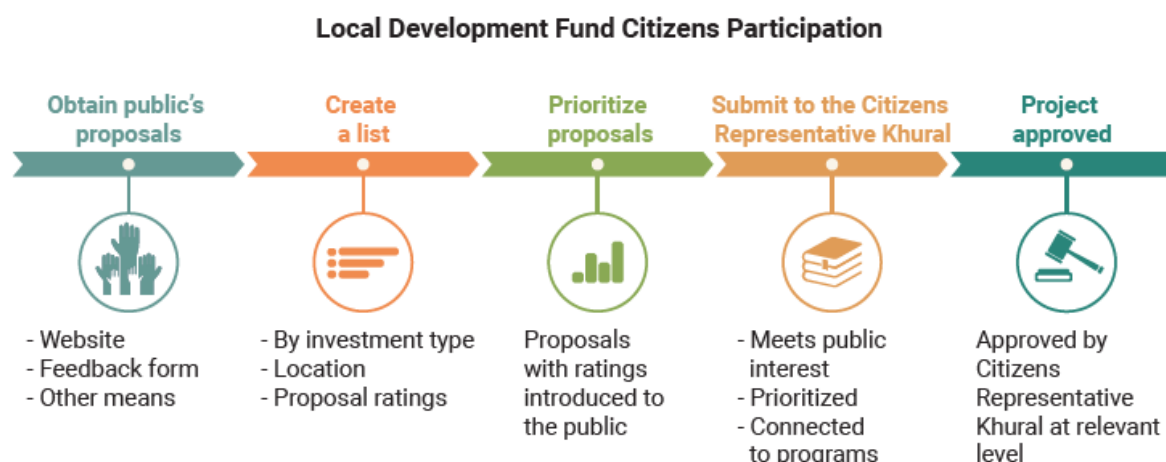 Local Development Fund Citizens Participation
Obtain public's
proposals
Create
a list
Prioritize
proposals
Submit to the Citizens
Representative Khural
Project
approved
- Website
- Feedback form
- Other means
- By investment type
- Location
- Proposal ratings
Proposals
with ratings
introduced to
the public
- Meets public
interest
- Prioritized
- Connected
to programs
Approved by
Citizens
Representative
Khural at relevant
level